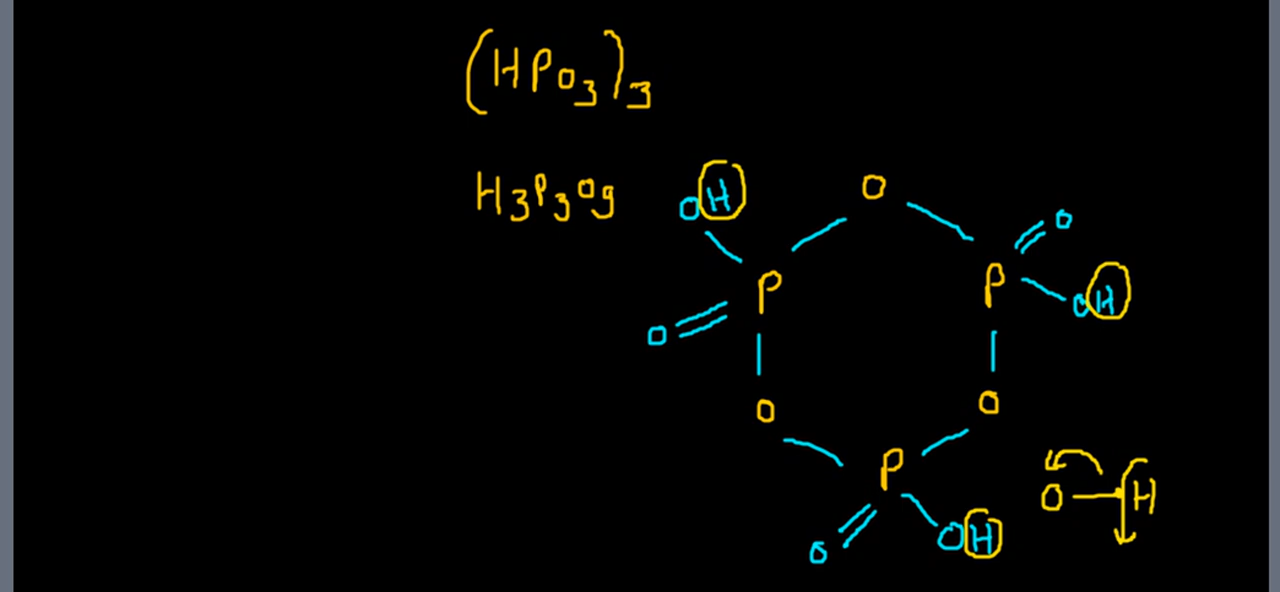 (HPO3)3
H3P3O9
OH O O
P P OH
O
O O
P O H
O OH